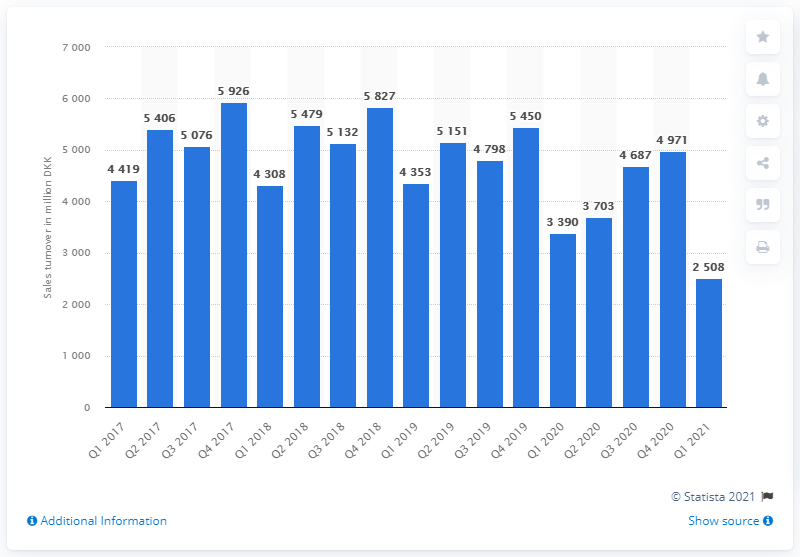 7 000
6 000
5 000
4 000
3 000
2 000
1 000
0
Sales turnover in million DKK
4 419
5 406
5 076
5 926
4 308
5 479
5 132
5 827
4 353
5 151
4 798
5 450
3 390
3 703
4 687
4 971
2 508
Q1 2017
Q2 2017
Q3 2017
Q4 2017
Q1 2018
Q2 2018
Q3 2018
Q4 2018
Q1 2019
Q2 2019
Q3 2019
Q4 2019
Q1 2020
Q2 2020
Q3 2020
Q4 2020
Q1 2021
© Statista 2021
Additional Information
Show source